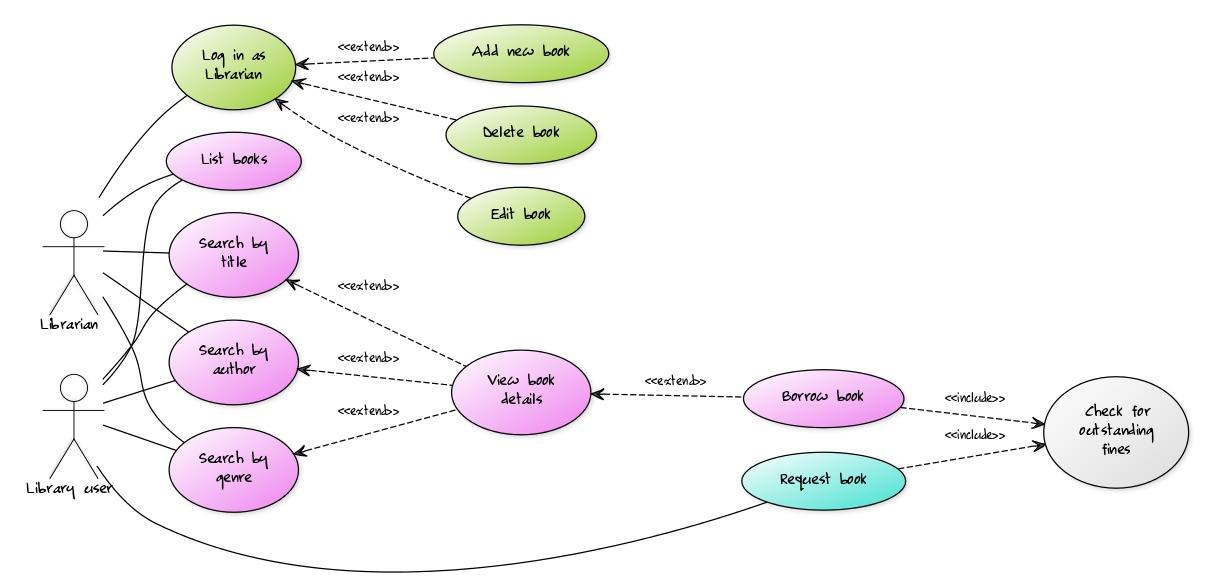 Log in as
Librarian
<<extend>>
Add new book
<<extend>>
Delete book
<<extend>>
List books
Edit book
Search by
title
<<extend>>
Librarian
Search by
author
<<extend>>
View book
details
<<extend>>
Borrow book
<<include>>
Check for
outstanding
fines
<<extend>>
<<include>>
Search by
genre
Request book
Library user